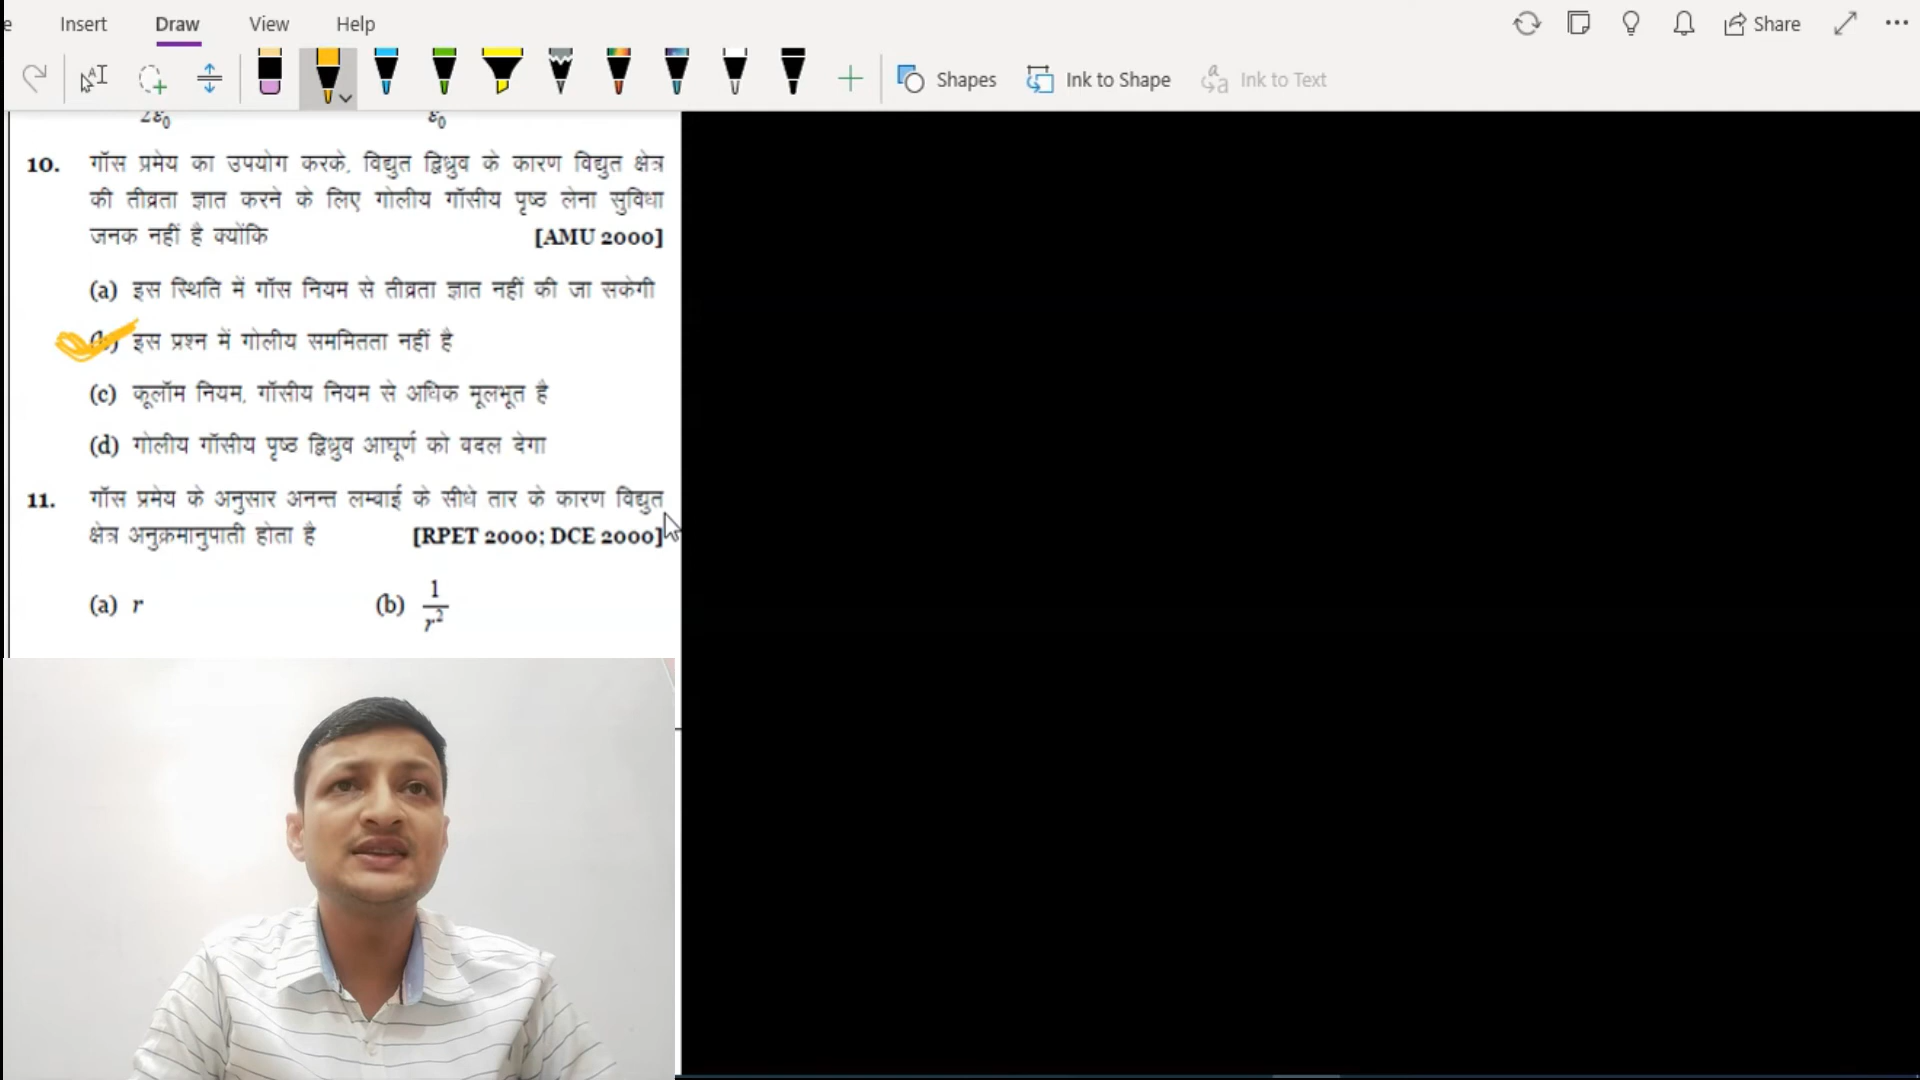 Insert Draw View Help Share
Shapes Ink to Shape Ink to Text
2ε0 ε0
10. गॉस प्रमेय का उपयोग करके, विद्युत द्विध्रुव के कारण विद्युत क्षेत्र
की तीव्रता ज्ञात करने के लिए गोलीय गॉसीय पृष्ठ लेना सुविधा
जनक नहीं है क्योंकि [AMU 2000]
(a) इस स्थिति में गॉस नियम से तीव्रता ज्ञात नहीं की जा सकेगी
(b) इस प्रश्न में गोलीय सममितता नहीं है
(c) कूलॉम नियम, गॉसीय नियम से अधिक मूलभूत है
(d) गोलीय गॉसीय पृष्ठ द्विध्रुव आघूर्ण को बदल देगा
11. गॉस प्रमेय के अनुसार अनन्त लम्बाई के सीधे तार के कारण विद्युत
क्षेत्र अनुक्रमानुपाती होता है [RPET 2000; DCE 2000]
(a) r (b) 1/r²